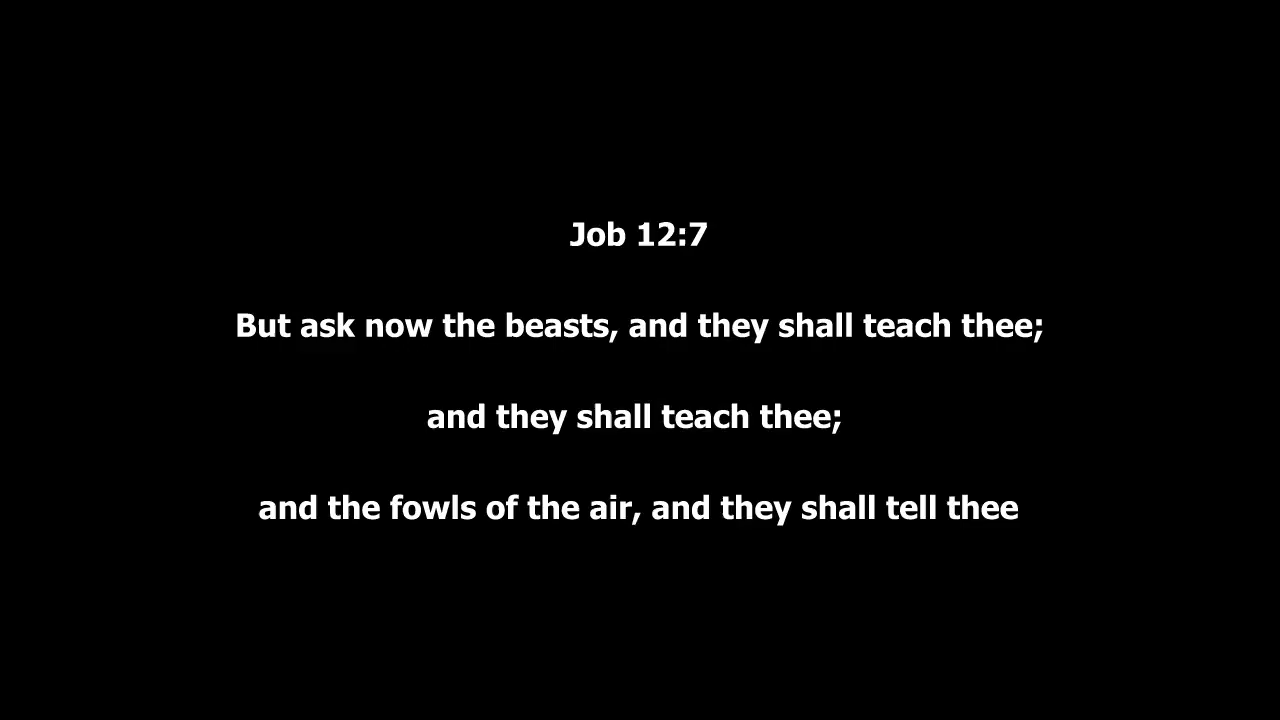 Job 12:7
But ask now the beasts, and they shall teach thee;
and they shall teach thee;
and the fowls of the air, and they shall tell thee